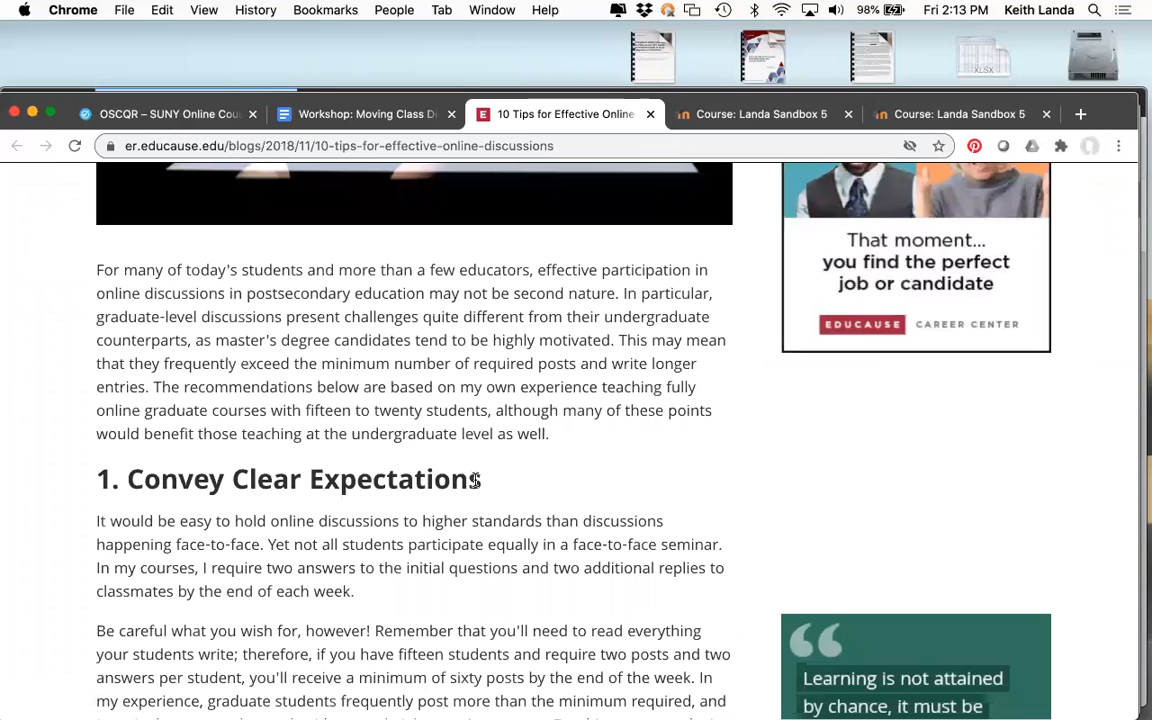 Chrome File Edit View History Bookmarks People Tab Window Help 98% Fri 2:13 PM Keith Landa
XLSX
OSCQR – SUNY Online Cou
Workshop: Moving Class Di
10 Tips for Effective Online
Course: Landa Sandbox 5
Course: Landa Sandbox 5
er.educause.edu/blogs/2018/11/10-tips-for-effective-online-discussions
For many of today's students and more than a few educators, effective participation in
online discussions in postsecondary education may not be second nature. In particular,
graduate-level discussions present challenges quite different from their undergraduate
counterparts, as master's degree candidates tend to be highly motivated. This may mean
that they frequently exceed the minimum number of required posts and write longer
entries. The recommendations below are based on my own experience teaching fully
online graduate courses with fifteen to twenty students, although many of these points
would benefit those teaching at the undergraduate level as well.
1. Convey Clear Expectations
It would be easy to hold online discussions to higher standards than discussions
happening face-to-face. Yet not all students participate equally in a face-to-face seminar.
In my courses, I require two answers to the initial questions and two additional replies to
classmates by the end of each week.
Be careful what you wish for, however! Remember that you'll need to read everything
your students write; therefore, if you have fifteen students and require two posts and two
answers per student, you'll receive a minimum of sixty posts by the end of the week. In
my experience, graduate students frequently post more than the minimum required, and
That moment...
you find the perfect
job or candidate
EDUCAUSE CAREER CENTER
Learning is not attained
by chance, it must be